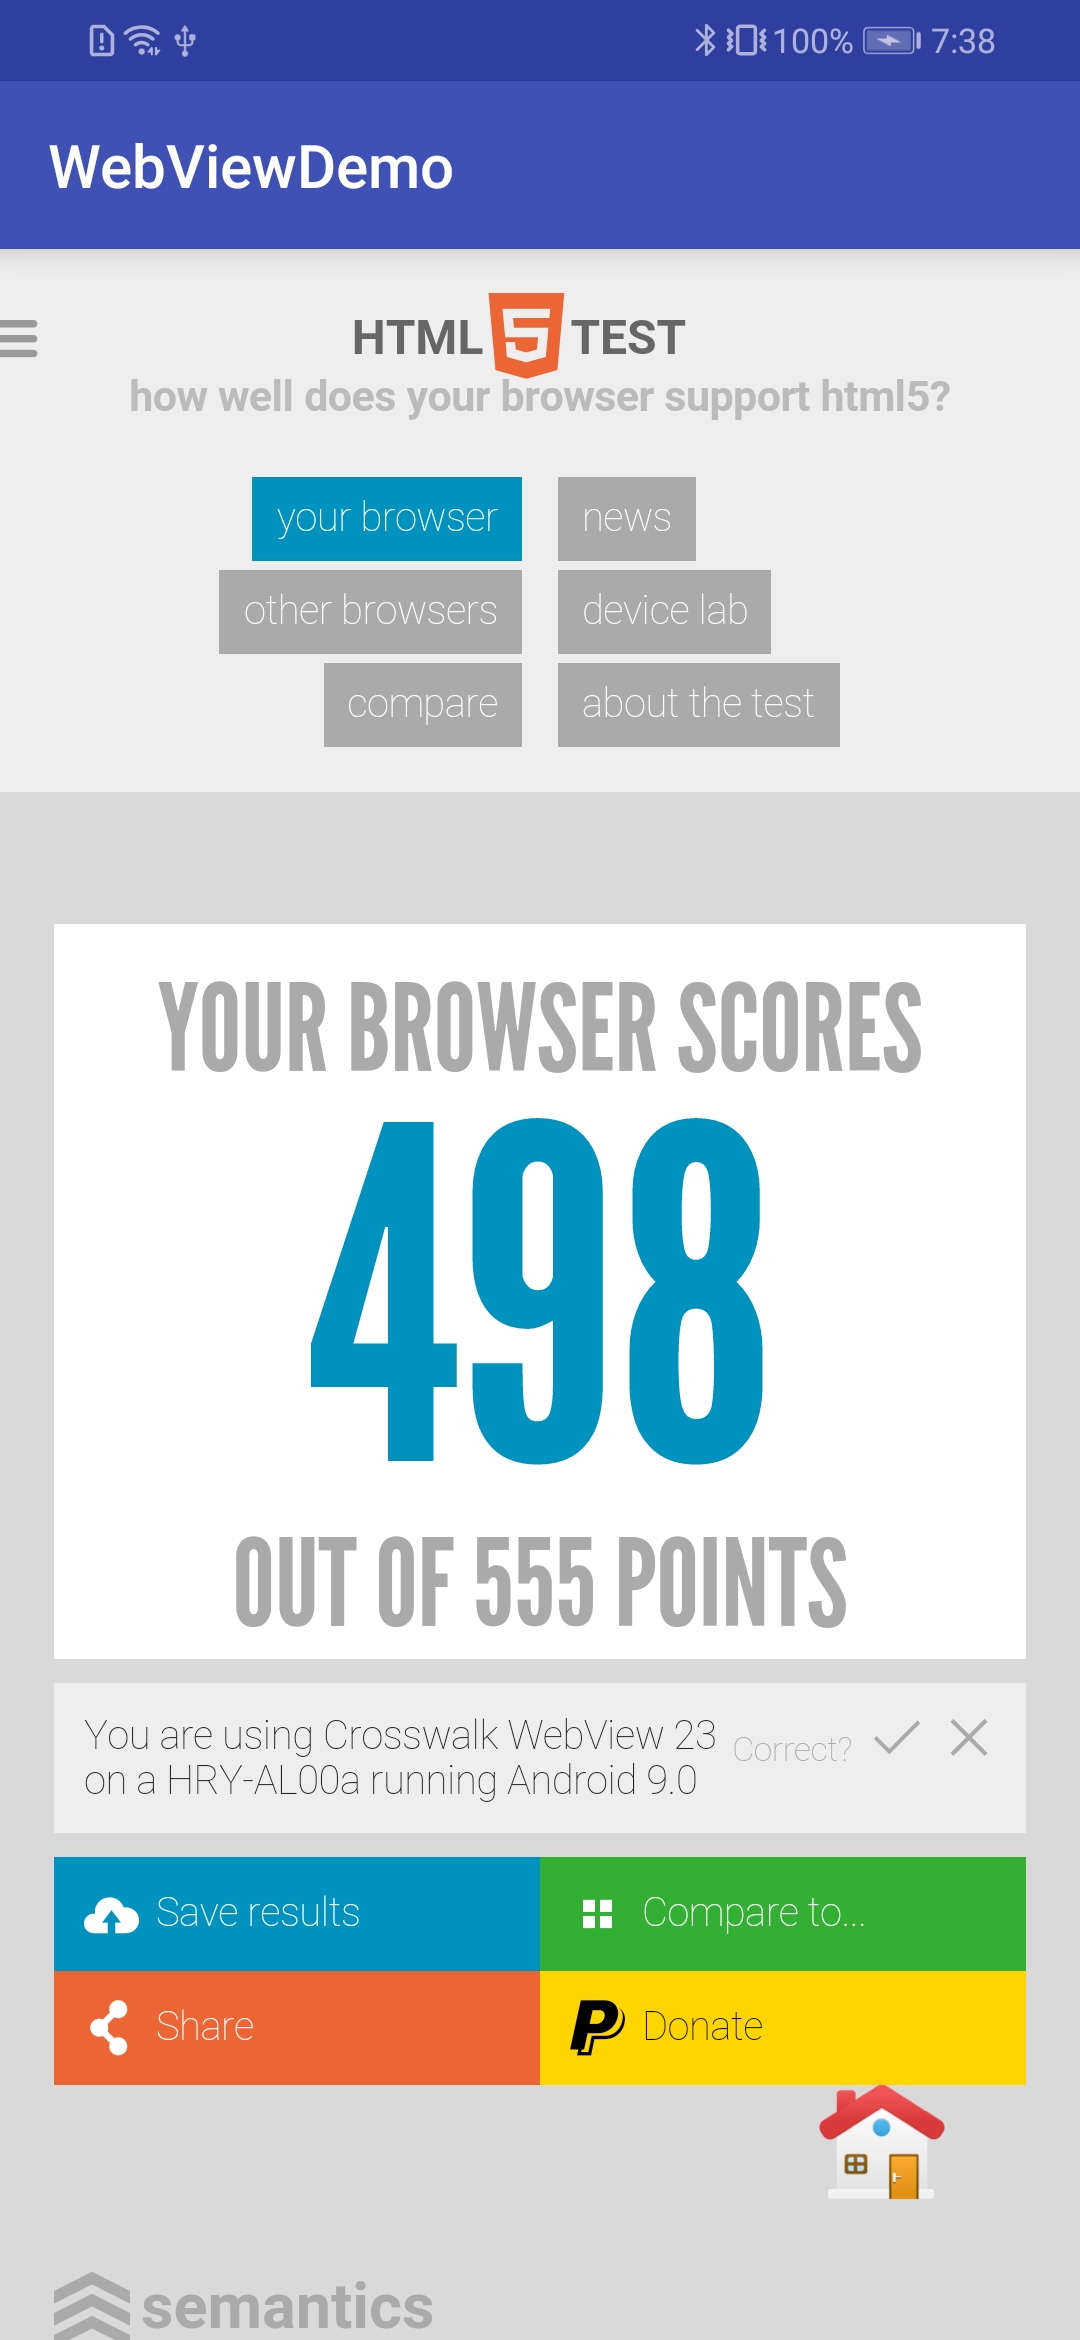 100% 7:38
WebViewDemo
HTML 5 TEST
how well does your browser support html5?
your browser news
other browsers device lab
compare about the test
YOUR BROWSER SCORES
498
OUT OF 555 POINTS
You are using Crosswalk WebView 23
on a HRY-AL00a running Android 9.0
Correct?
Save results Compare to...
Share Donate
semantics